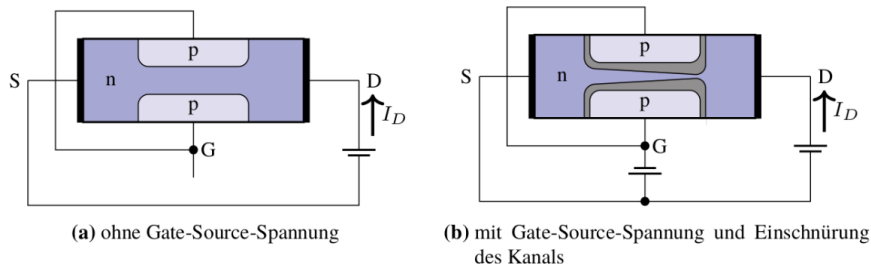 p
n
S
D
p
I_D
G
(a) ohne Gate-Source-Spannung
p
n
S
D
p
I_D
G
(b) mit Gate-Source-Spannung und Einschnürung
des Kanals